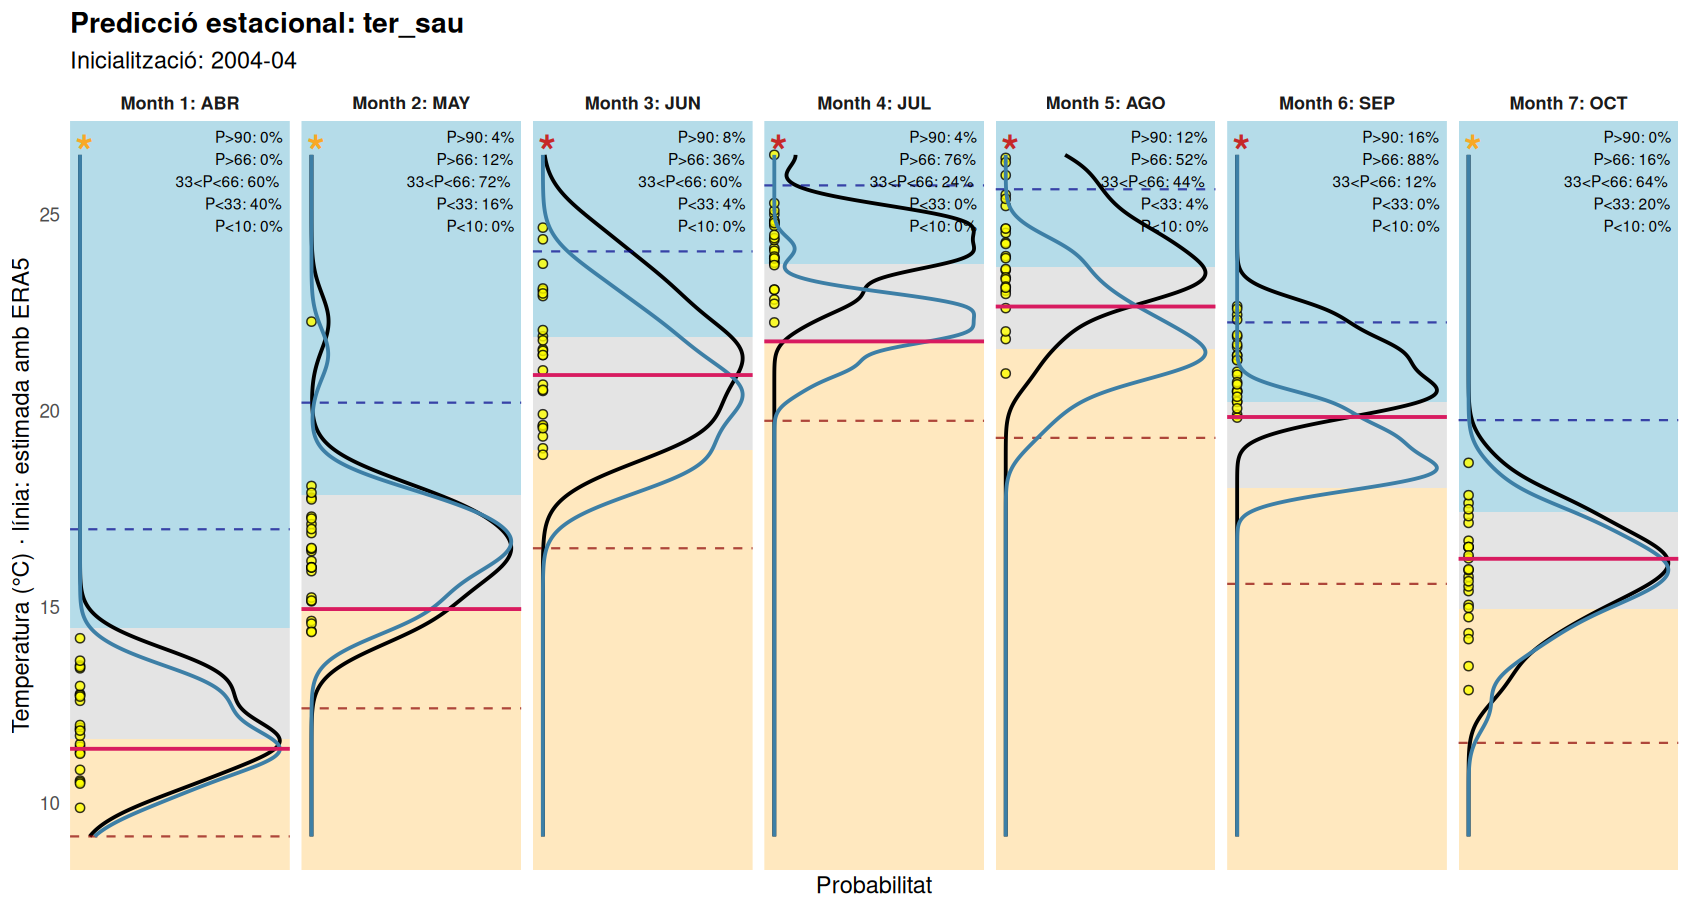 Predicció estacional: ter_sau
Inicialització: 2004-04
Month 1: ABR
Month 2: MAY
Month 3: JUN
Month 4: JUL
Month 5: AGO
Month 6: SEP
Month 7: OCT
P>90: 0%
P>66: 0%
33<P<66: 60%
P<33: 40%
P<10: 0%
P>90: 4%
P>66: 12%
33<P<66: 72%
P<33: 16%
P<10: 0%
P>90: 8%
P>66: 36%
33<P<66: 60%
P<33: 4%
P<10: 0%
P>90: 4%
P>66: 76%
33<P<66: 24%
P<33: 0%
P<10: 0%
P>90: 12%
P>66: 52%
33<P<66: 44%
P<33: 4%
P<10: 0%
P>90: 16%
P>66: 88%
33<P<66: 12%
P<33: 0%
P<10: 0%
P>90: 0%
P>66: 16%
33<P<66: 64%
P<33: 20%
P<10: 0%
Temperatura (°C) · línia: estimada amb ERA5
25
20
15
10
Probabilitat